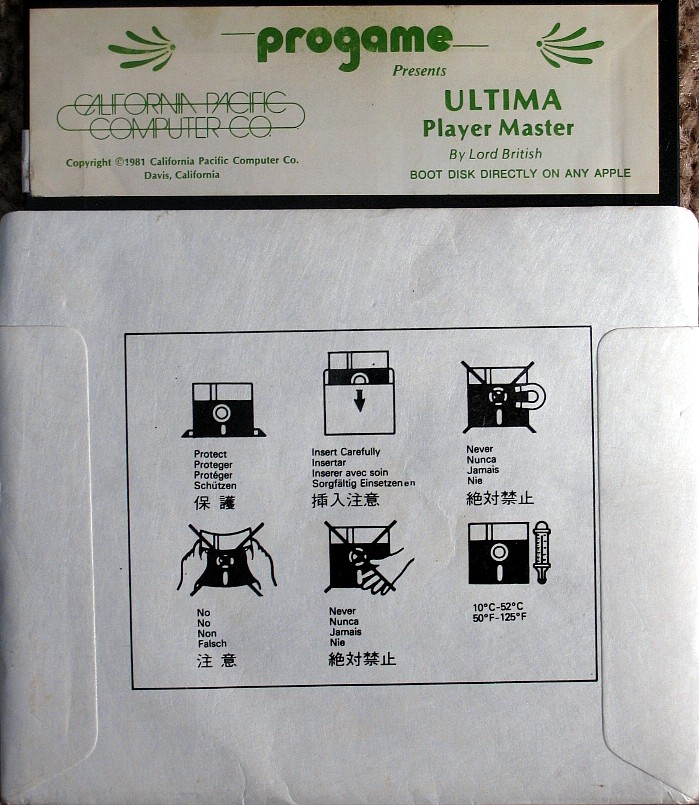 progame
Presents
CALIFORNIA PACIFIC
COMPUTER CO.
Copyright ©1981 California Pacific Computer Co.
Davis, California
ULTIMA
Player Master
By Lord British
BOOT DISK DIRECTLY ON ANY APPLE
Protect
Proteger
Protéger
Schützen
保護
Insert Carefully
Insertar
Inserer avec soin
Sorgfältig Einsetzenen
挿入注意
Never
Nunca
Jamais
Nie
絶対禁止
No
No
Non
Falsch
注意
Never
Nunca
Jamais
Nie
絶対禁止
10°C-52°C
50°F-125°F